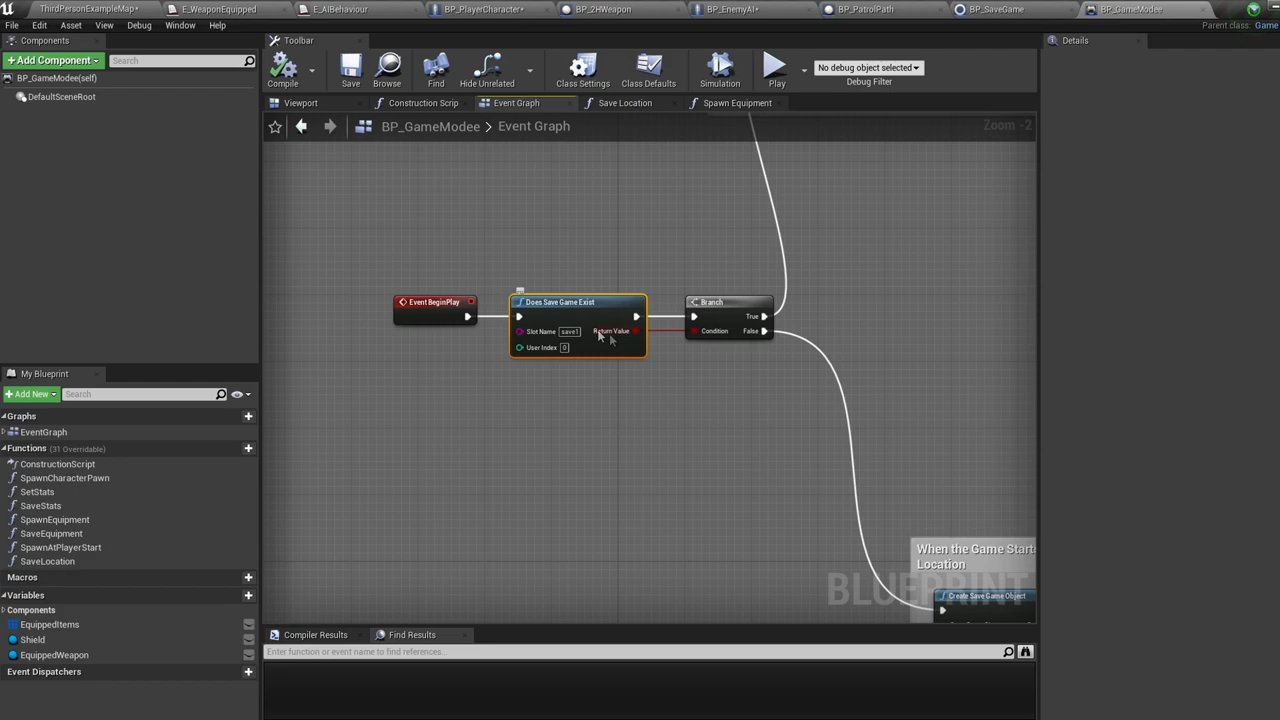 ThirdPersonExampleMap*
E_WeaponEquipped
E_AIBehaviour
BP_PlayerCharacter*
BP_2HWeapon
BP_EnemyAI*
BP_PatrolPath
BP_SaveGame
BP_GameModee
File Edit Asset View Debug Window Help
Parent class: Game
Components
+ Add Component
Search
BP_GameModee(self)
DefaultSceneRoot
Toolbar
Compile
Save
Browse
Find
Hide Unrelated
Class Settings
Class Defaults
Simulation
Play
No debug object selected
Debug Filter
Details
Viewport
Construction Scrip
Event Graph
Save Location
Spawn Equipment
BP_GameModee > Event Graph
Zoom -2
Event BeginPlay
Does Save Game Exist
Slot Name save1
Return Value
User Index 0
Branch
True
Condition
False
When the Game Start
Location
Create Save Game Object
BLUEPRINT
My Blueprint
+ Add New
Search
Graphs
EventGraph
Functions (31 Overridable)
ConstructionScript
SpawnCharacterPawn
SetStats
SaveStats
SpawnEquipment
SaveEquipment
SpawnAtPlayerStart
SaveLocation
Macros
Variables
Components
EquippedItems
Shield
EquippedWeapon
Event Dispatchers
Compiler Results
Find Results
Enter function or event name to find references...